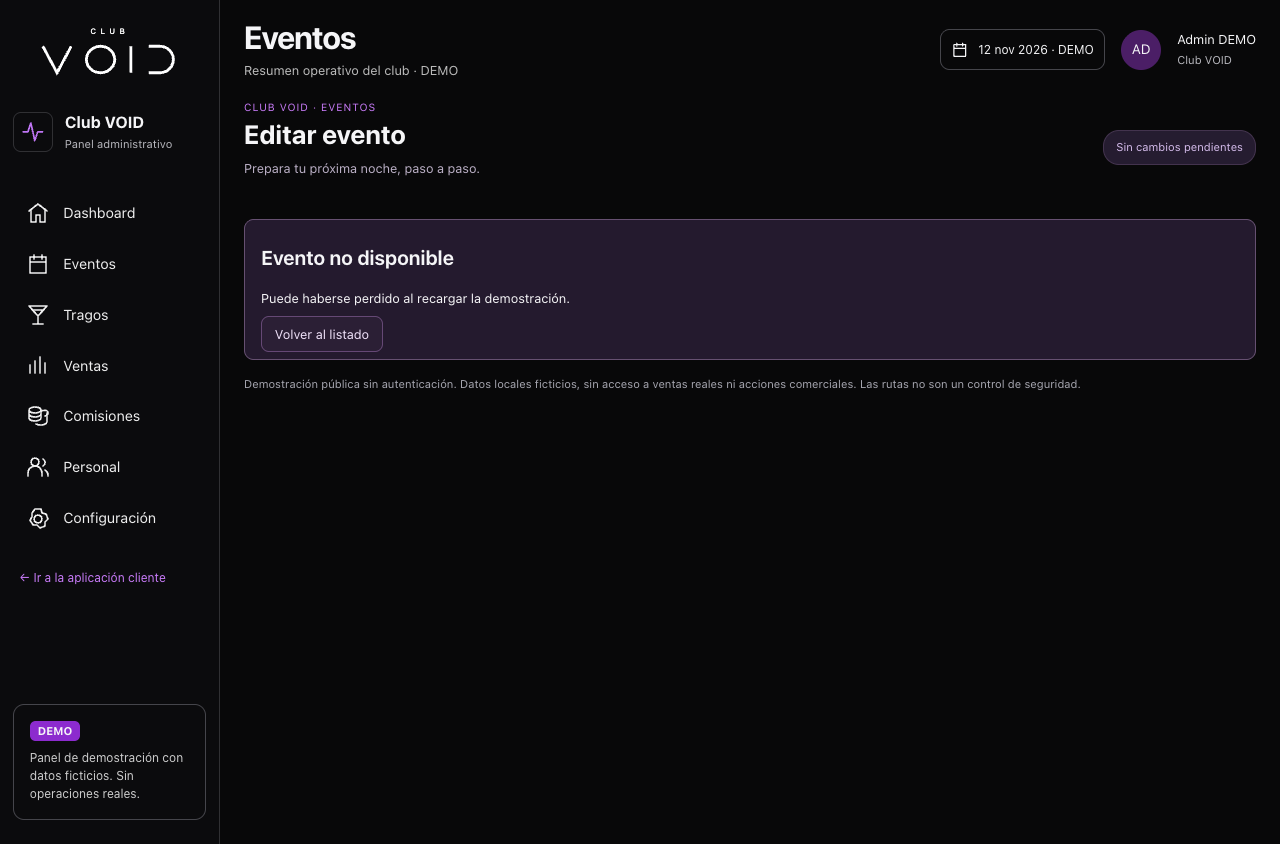 CLUB
VOID
Club VOID
Panel administrativo
Dashboard
Eventos
Tragos
Ventas
Comisiones
Personal
Configuración
← Ir a la aplicación cliente
DEMO
Panel de demostración con
datos ficticios. Sin
operaciones reales.
Eventos
Resumen operativo del club · DEMO
12 nov 2026 · DEMO
AD
Admin DEMO
Club VOID
CLUB VOID · EVENTOS
Editar evento
Prepara tu próxima noche, paso a paso.
Sin cambios pendientes
Evento no disponible
Puede haberse perdido al recargar la demostración.
Volver al listado
Demostración pública sin autenticación. Datos locales ficticios, sin acceso a ventas reales ni acciones comerciales. Las rutas no son un control de seguridad.